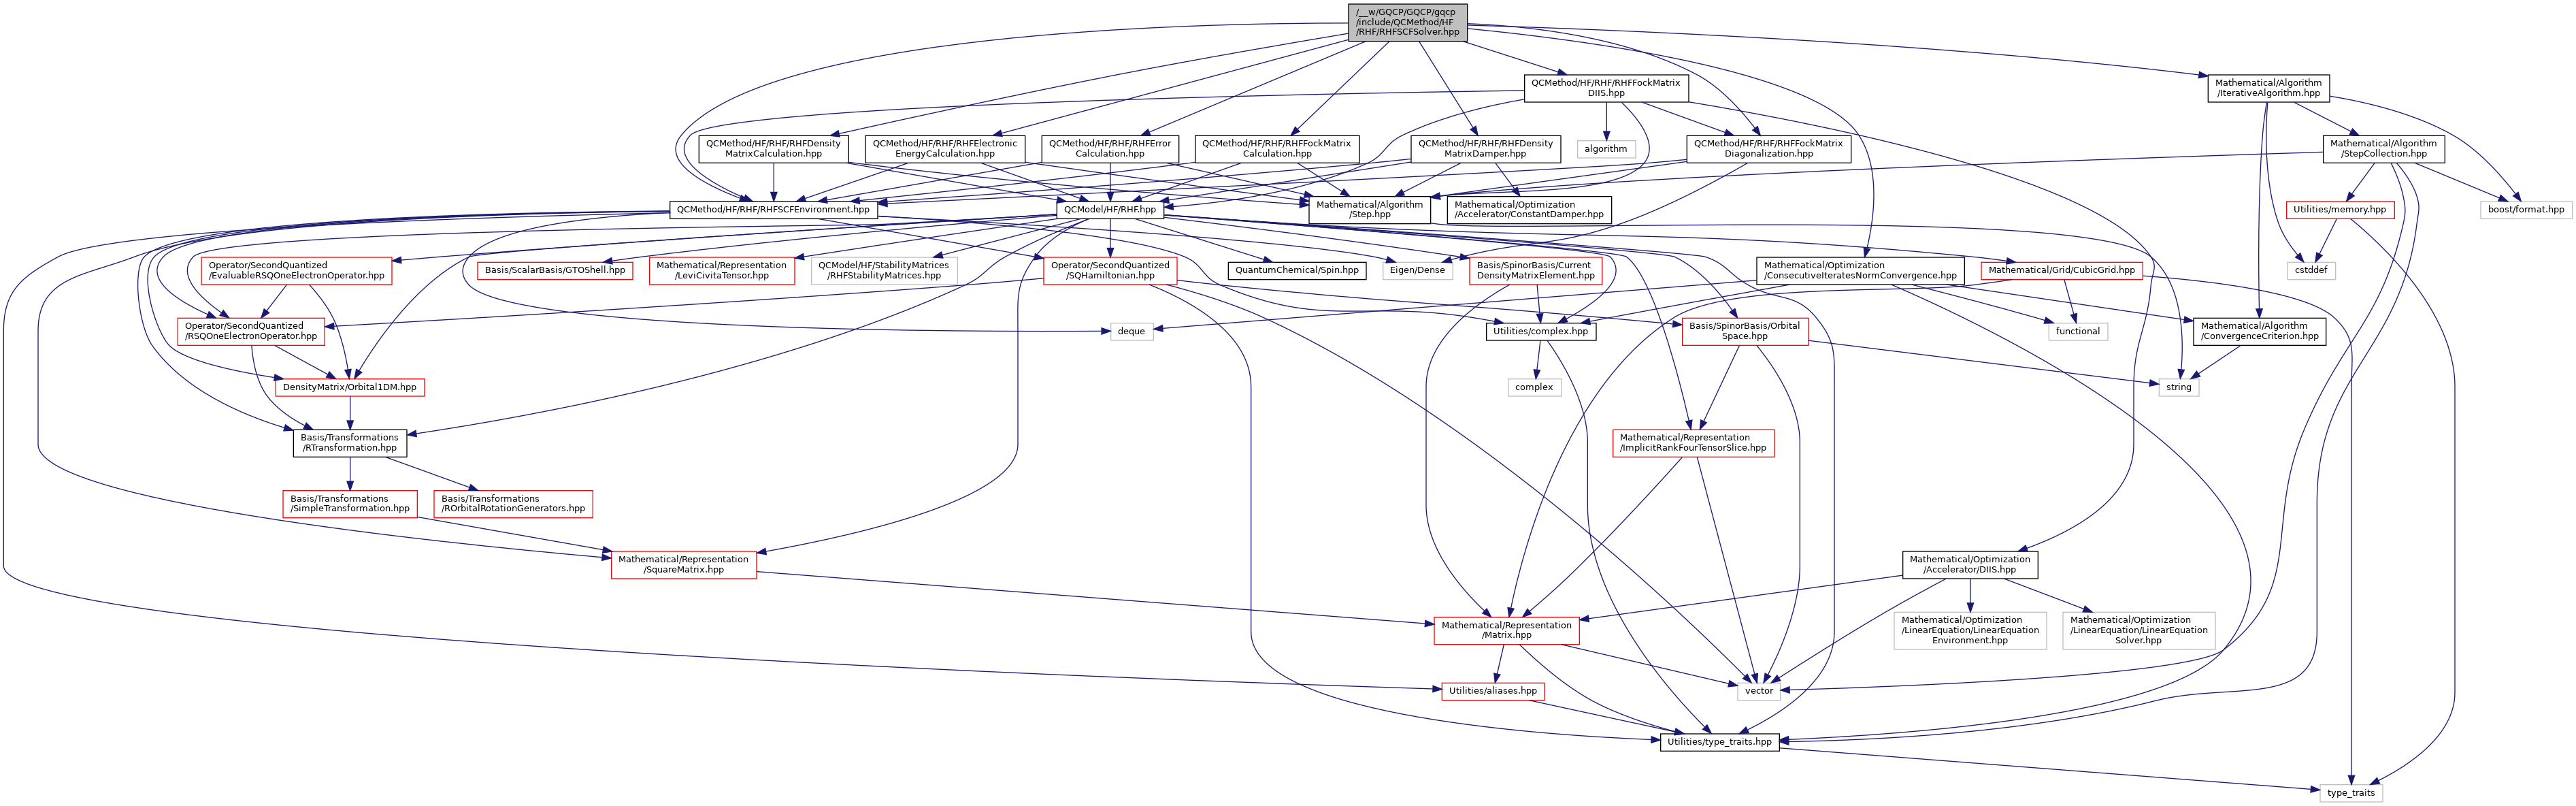 /__w/GQCP/GQCP/gqcp
/include/QCMethod/HF
/RHF/RHFSCFSolver.hpp
QCMethod/HF/RHF/RHFFockMatrix
DIIS.hpp
Mathematical/Algorithm
/IterativeAlgorithm.hpp
QCMethod/HF/RHF/RHFDensity
MatrixCalculation.hpp
QCMethod/HF/RHF/RHFElectronic
EnergyCalculation.hpp
QCMethod/HF/RHF/RHFError
Calculation.hpp
QCMethod/HF/RHF/RHFFockMatrix
Calculation.hpp
QCMethod/HF/RHF/RHFDensity
MatrixDamper.hpp
algorithm
QCMethod/HF/RHF/RHFFockMatrix
Diagonalization.hpp
Mathematical/Algorithm
/StepCollection.hpp
QCMethod/HF/RHF/RHFSCFEnvironment.hpp
QCModel/HF/RHF.hpp
Mathematical/Algorithm
/Step.hpp
Mathematical/Optimization
/Accelerator/ConstantDamper.hpp
Utilities/memory.hpp
boost/format.hpp
Operator/SecondQuantized
/EvaluableRSQOneElectronOperator.hpp
Basis/ScalarBasis/GTOShell.hpp
Mathematical/Representation
/LeviCivitaTensor.hpp
QCModel/HF/StabilityMatrices
/RHFStabilityMatrices.hpp
Operator/SecondQuantized
/SQHamiltonian.hpp
QuantumChemical/Spin.hpp
Eigen/Dense
Basis/SpinorBasis/Current
DensityMatrixElement.hpp
Mathematical/Optimization
/ConsecutiveIteratesNormConvergence.hpp
Mathematical/Grid/CubicGrid.hpp
cstddef
Operator/SecondQuantized
/RSQOneElectronOperator.hpp
deque
Utilities/complex.hpp
Basis/SpinorBasis/Orbital
Space.hpp
functional
Mathematical/Algorithm
/ConvergenceCriterion.hpp
DensityMatrix/Orbital1DM.hpp
complex
string
Basis/Transformations
/RTransformation.hpp
Mathematical/Representation
/ImplicitRankFourTensorSlice.hpp
Basis/Transformations
/SimpleTransformation.hpp
Basis/Transformations
/ROrbitalRotationGenerators.hpp
Mathematical/Representation
/SquareMatrix.hpp
Mathematical/Optimization
/Accelerator/DIIS.hpp
Mathematical/Representation
/Matrix.hpp
Mathematical/Optimization
/LinearEquation/LinearEquation
Environment.hpp
Mathematical/Optimization
/LinearEquation/LinearEquation
Solver.hpp
Utilities/aliases.hpp
vector
Utilities/type_traits.hpp
type_traits